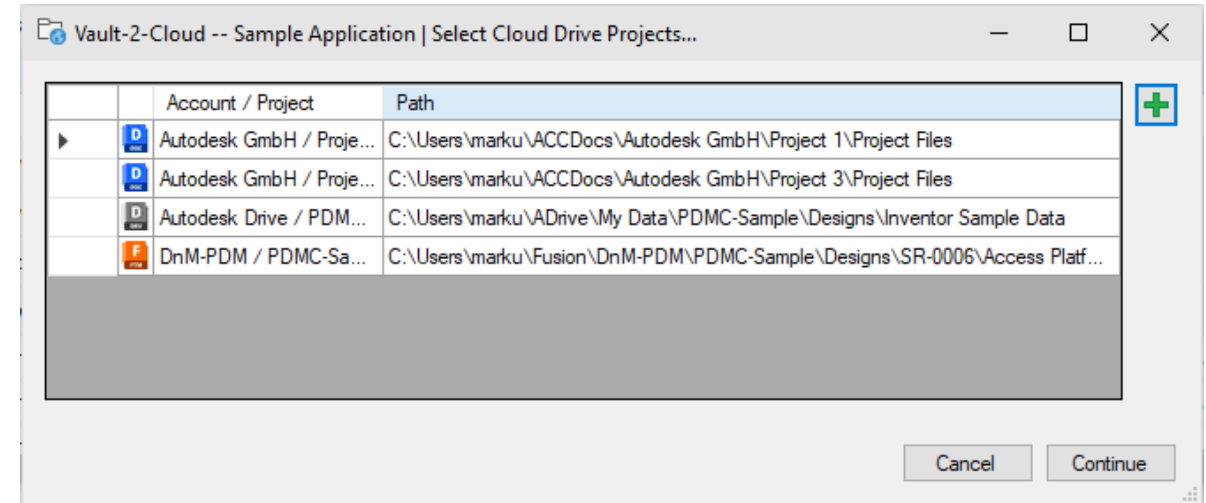 Vault-2-Cloud -- Sample Application | Select Cloud Drive Projects...
Account / Project Path
D Autodesk GmbH / Proje... C:\Users\marku\ACCDocs\Autodesk GmbH\Project 1\Project Files
D Autodesk GmbH / Proje... C:\Users\marku\ACCDocs\Autodesk GmbH\Project 3\Project Files
D Autodesk Drive / PDM... C:\Users\marku\ADrive\My Data\PDMC-Sample\Designs\Inventor Sample Data
F DnM-PDM / PDMC-Sa... C:\Users\marku\Fusion\DnM-PDM\PDMC-Sample\Designs\SR-0006\Access Platf...
Cancel Continue